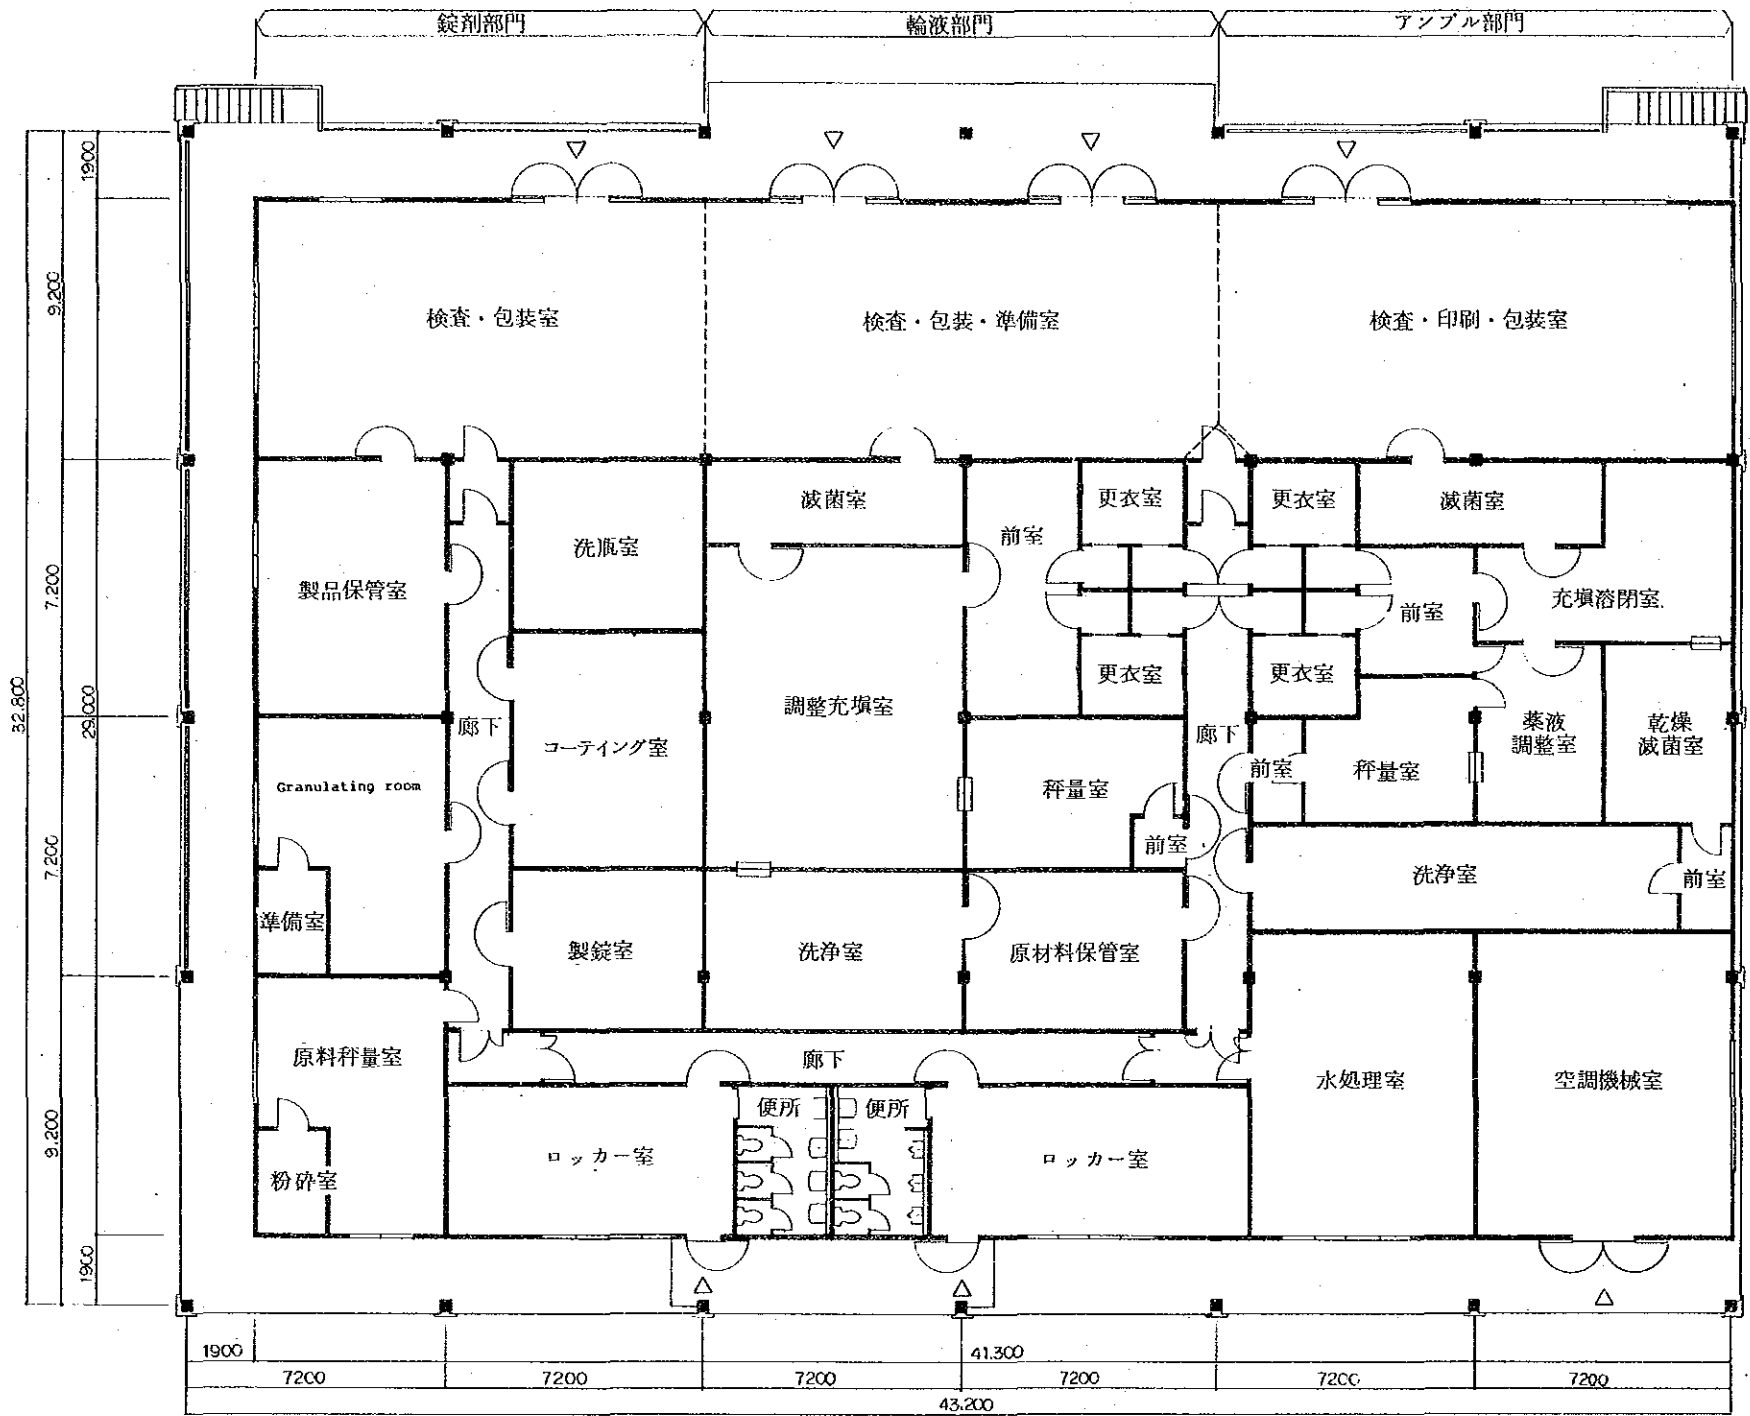 錠剤部門
輸液部門
アンプル部門
1900
9.200
7.200
7.200
9.200
1900
29.000
32.800
検査・包装室
検査・包装・準備室
検査・印刷・包装室
製品保管室
洗瓶室
滅菌室
前室
更衣室
更衣室
滅菌室
充塡溶閉室
前室
更衣室
更衣室
調整充塡室
廊下
コーティング室
Granulating room
廊下
前室
秤量室
薬液
調整室
乾燥
滅菌室
秤量室
前室
洗浄室
前室
準備室
製錠室
洗浄室
原材料保管室
原料秤量室
廊下
水処理室
空調機械室
便所
便所
ロッカー室
ロッカー室
粉砕室
1900
41.300
7200
7200
7200
7200
7200
7200
43.200